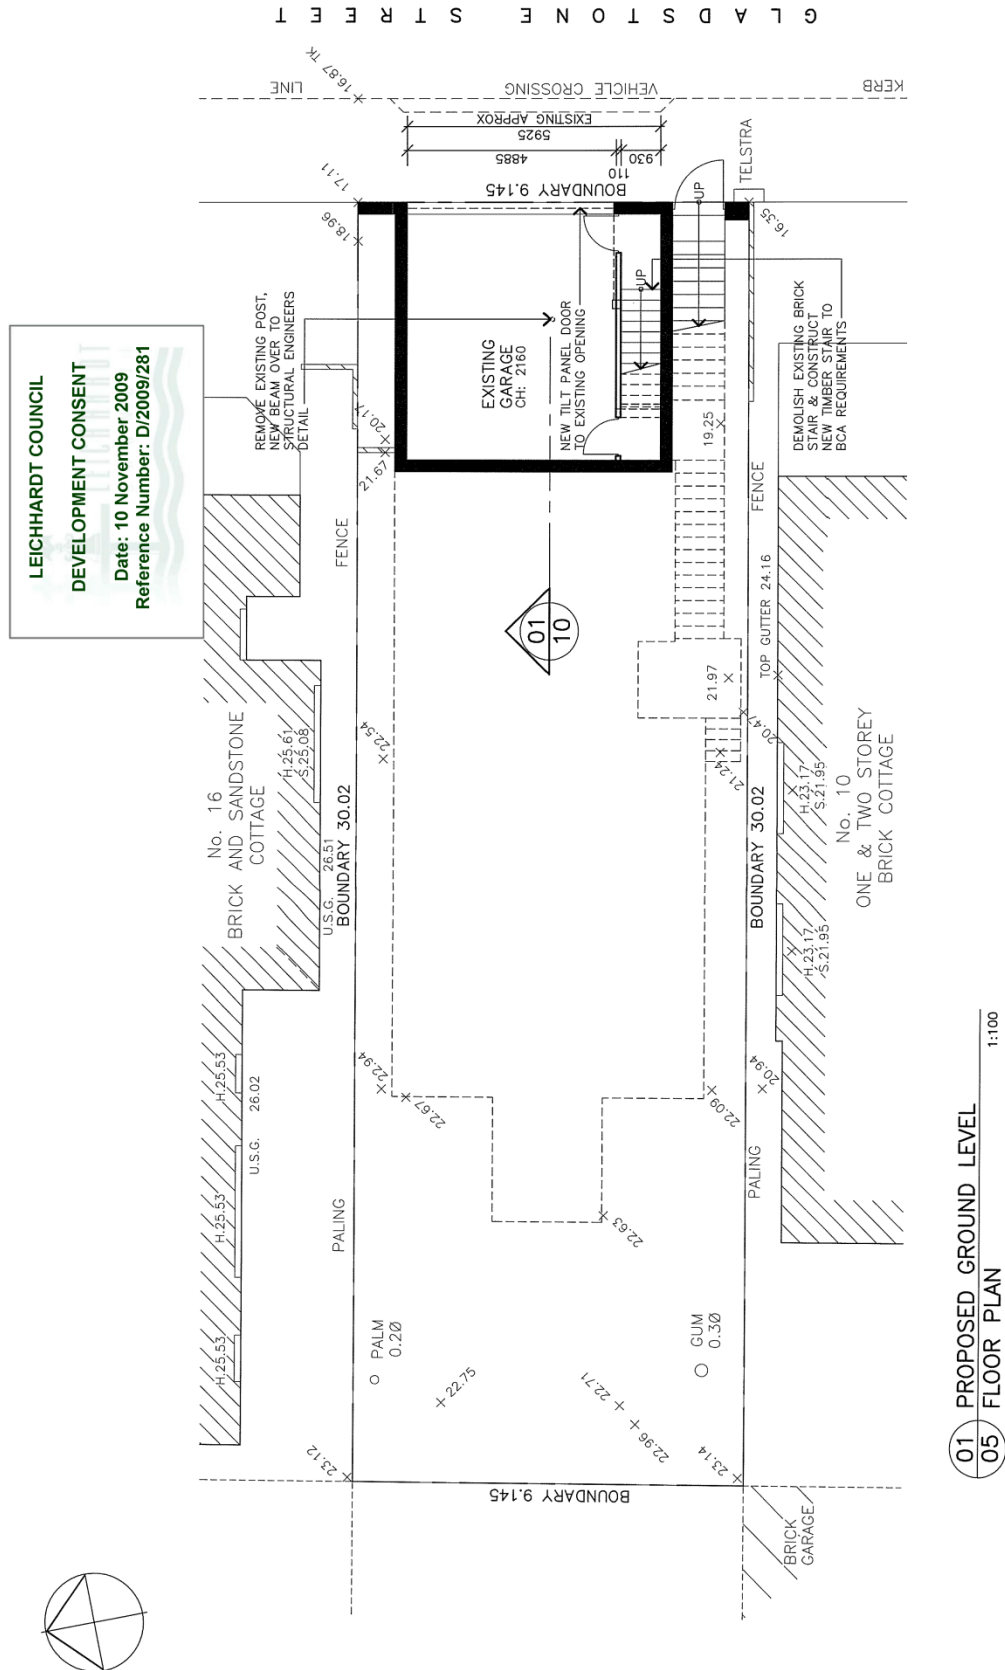 GLADSTONE STREET
KERB
VEHICLE CROSSING
LINE
16.87 TK
EXISTING APPROX
5925
4885
110
930
TELSTRA
BOUNDARY 9.145
17.11
18.96
16.35
UP
UP
LEICHHARDT COUNCIL
DEVELOPMENT CONSENT
Date: 10 November 2009
Reference Number: D/2009/281
LEICHHARDT
REMOVE EXISTING POST,
NEW BEAM OVER TO
STRUCTURAL ENGINEERS
DETAIL
EXISTING
GARAGE
CH: 2160
NEW TILT PANEL DOOR
TO EXISTING OPENING
DEMOLISH EXISTING BRICK
STAIR & CONSTRUCT
NEW TIMBER STAIR TO
BCA REQUIREMENTS
20.17
21.67
19.25
FENCE
FENCE
01
10
TOP GUTTER 24.16
21.97
20.47
21.24
22.54
No. 16
BRICK AND SANDSTONE
COTTAGE
H.25.61
S.25.08
U.S.G. 26.51
BOUNDARY 30.02
BOUNDARY 30.02
H.23.17
S.21.95
No. 10
ONE & TWO STOREY
BRICK COTTAGE
H.23.17
S.21.95
H.25.53
U.S.G. 26.02
22.94
22.67
22.09
20.94
H.25.53
PALING
PALING
22.63
H.25.53
PALM
0.2Ø
GUM
0.3Ø
22.75
22.71
22.96
23.12
23.14
BOUNDARY 9.145
BRICK
GARAGE
01 PROPOSED GROUND LEVEL
05 FLOOR PLAN
1:100